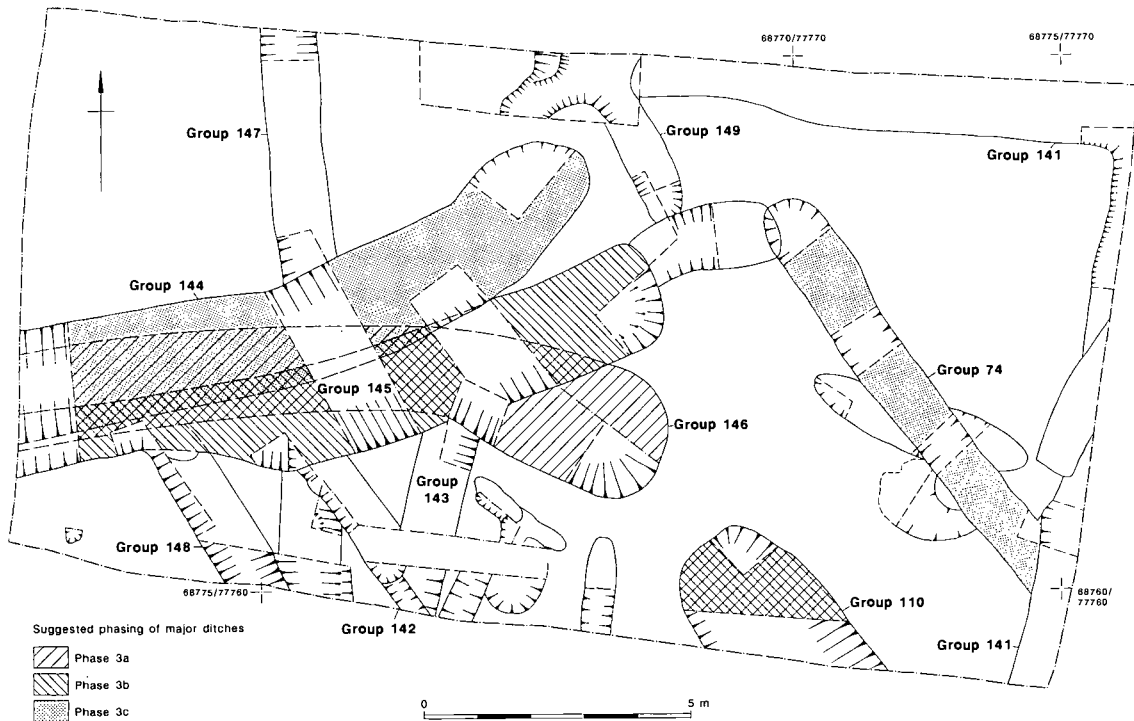 68770/77770
68775/77770
Group 147
Group 149
Group 141
Group 144
Group 145
Group 74
Group 146
Group
143
Group 148
68775/77760
Group 110
68760/
77760
Group 142
Group 141
Suggested phasing of major ditches
Phase 3a
Phase 3b
Phase 3c
0
5 m